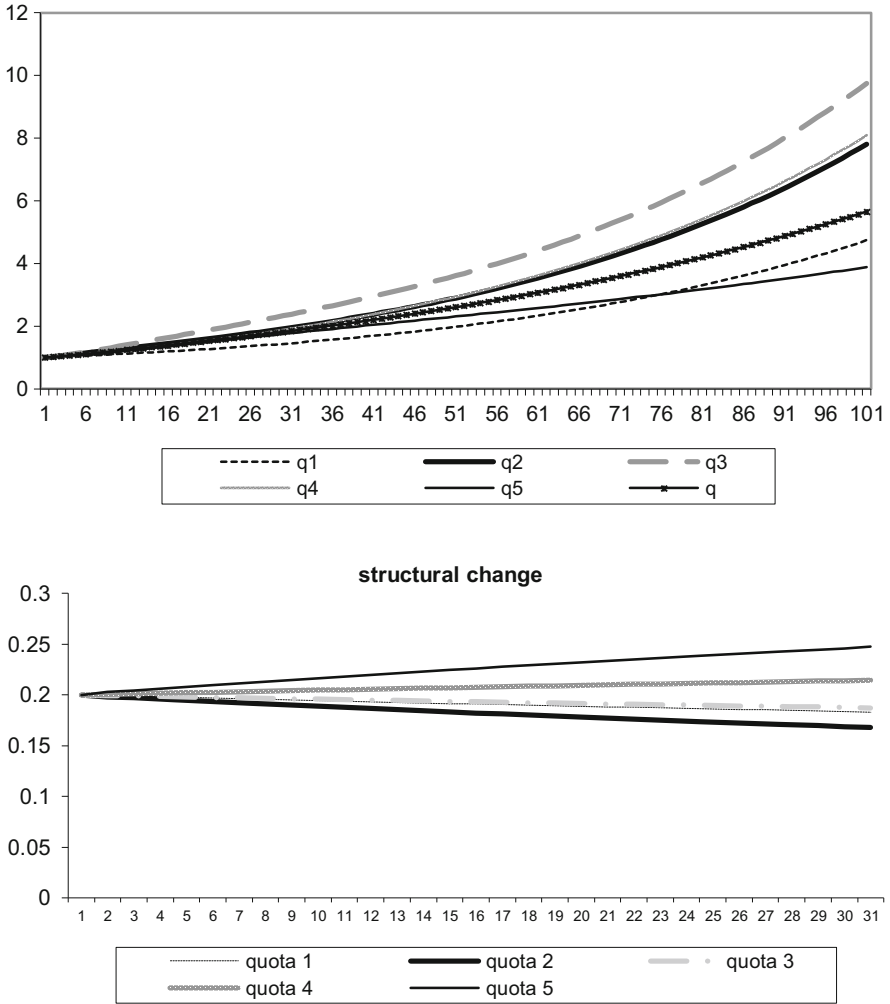 12
10
8
6
4
2
0
1 6 11 16 21 26 31 36 41 46 51 56 61 66 71 76 81 86 91 96 101
q1 q2 q3
q4 q5 q
structural change
0.3
0.25
0.2
0.15
0.1
0.05
0
1 2 3 4 5 6 7 8 9 10 11 12 13 14 15 16 17 18 19 20 21 22 23 24 25 26 27 28 29 30 31
quota 1 quota 2 quota 3
quota 4 quota 5